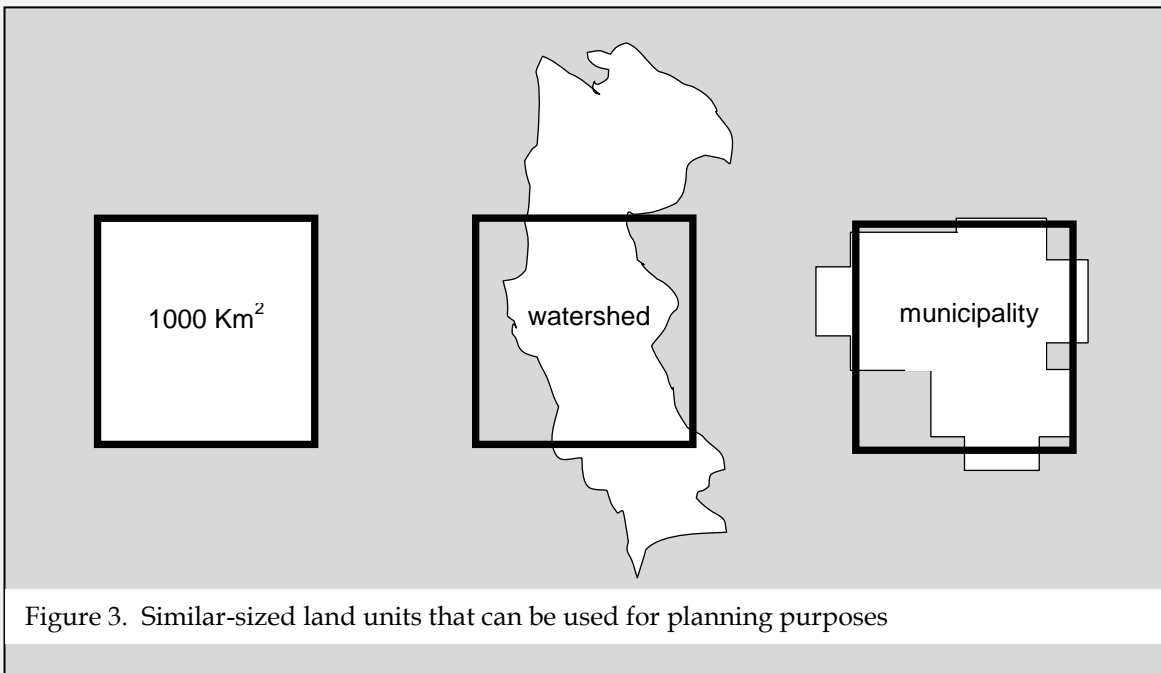 1000 Km²
watershed
municipality
Figure 3. Similar-sized land units that can be used for planning purposes